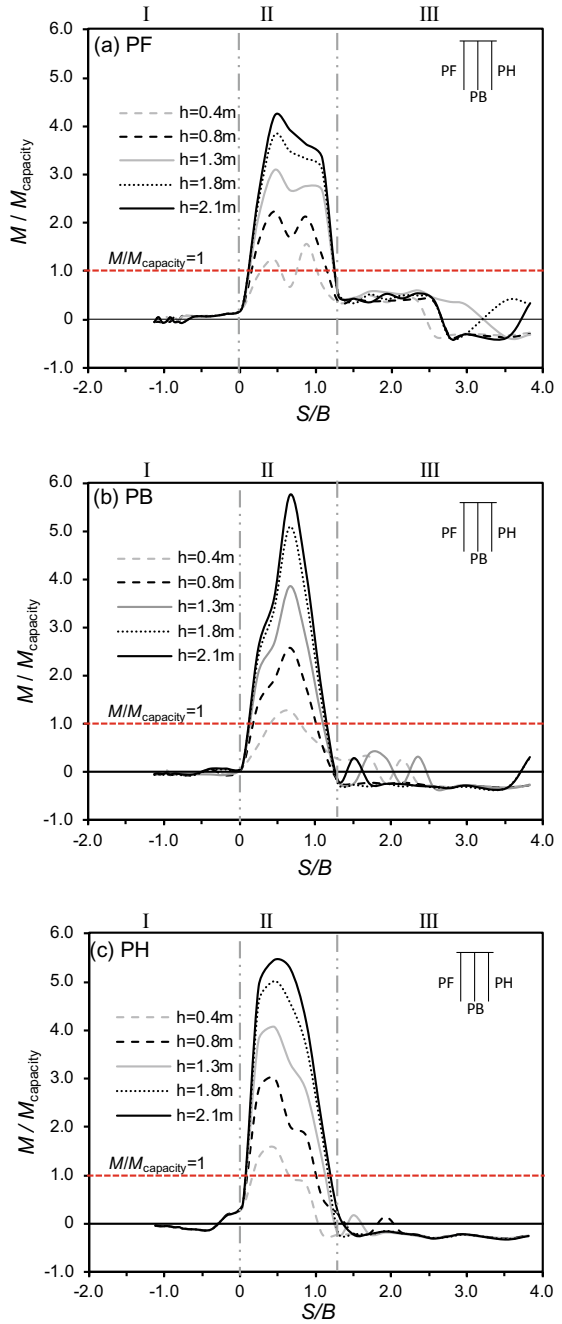 I II III
6.0
(a) PF
5.0
PF PH
PB
4.0
h=0.4m
h=0.8m
h=1.3m
h=1.8m
h=2.1m
3.0
2.0
M/Mcapacity=1
1.0
0
-1.0
M / Mcapacity
-2.0 -1.0 0 1.0 2.0 3.0 4.0
S/B
I II III
6.0
(b) PB
5.0
PF PH
PB
4.0
h=0.4m
h=0.8m
h=1.3m
h=1.8m
h=2.1m
3.0
2.0
M/Mcapacity=1
1.0
0
-1.0
M / Mcapacity
-2.0 -1.0 0 1.0 2.0 3.0 4.0
S/B
I II III
6.0
(c) PH
5.0
PF PH
PB
4.0
h=0.4m
h=0.8m
h=1.3m
h=1.8m
h=2.1m
3.0
2.0
M/Mcapacity=1
1.0
0
-1.0
M / Mcapacity
-2.0 -1.0 0 1.0 2.0 3.0 4.0
S/B